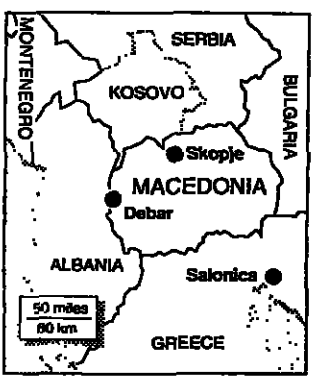 MONTENEGRO
SERBIA
KOSOVO
BULGARIA
Skopje
MACEDONIA
Debar
ALBANIA
Salonica
50 miles
80 km
GREECE